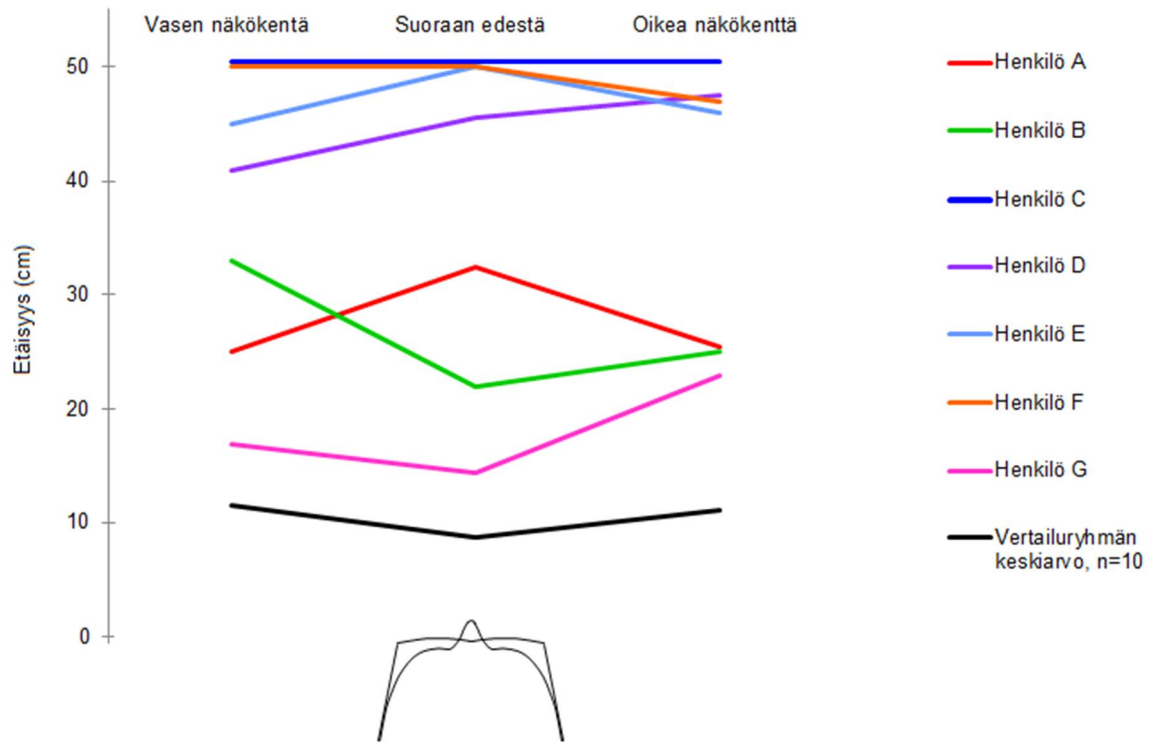 Vasen näkökentä
Suoraan edestä
Oikea näkökenttä
Etäisyys (cm)
50
40
30
20
10
0
Henkilö A
Henkilö B
Henkilö C
Henkilö D
Henkilö E
Henkilö F
Henkilö G
Vertailuryhmän
keskiarvo, n=10